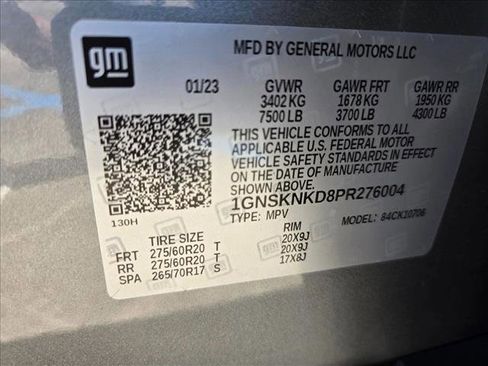 gm
MFD BY GENERAL MOTORS LLC
01/23 GVWR GAWR FRT GAWR RR
3402 KG 1678 KG 1950 KG
7500 LB 3700 LB 4300 LB
THIS VEHICLE CONFORMS TO ALL
APPLICABLE U.S. FEDERAL MOTOR
VEHICLE SAFETY STANDARDS IN EFFECT
ON THE DATE OF MANUFACTURE
SHOWN ABOVE.
130H 1GNSKNKD8PR276004
TYPE: MPV MODEL: 84CK10706
TIRE SIZE RIM
FRT 275/60R20 T 20X9J
RR 275/60R20 T 20X9J
SPA 265/70R17 S 17X8J